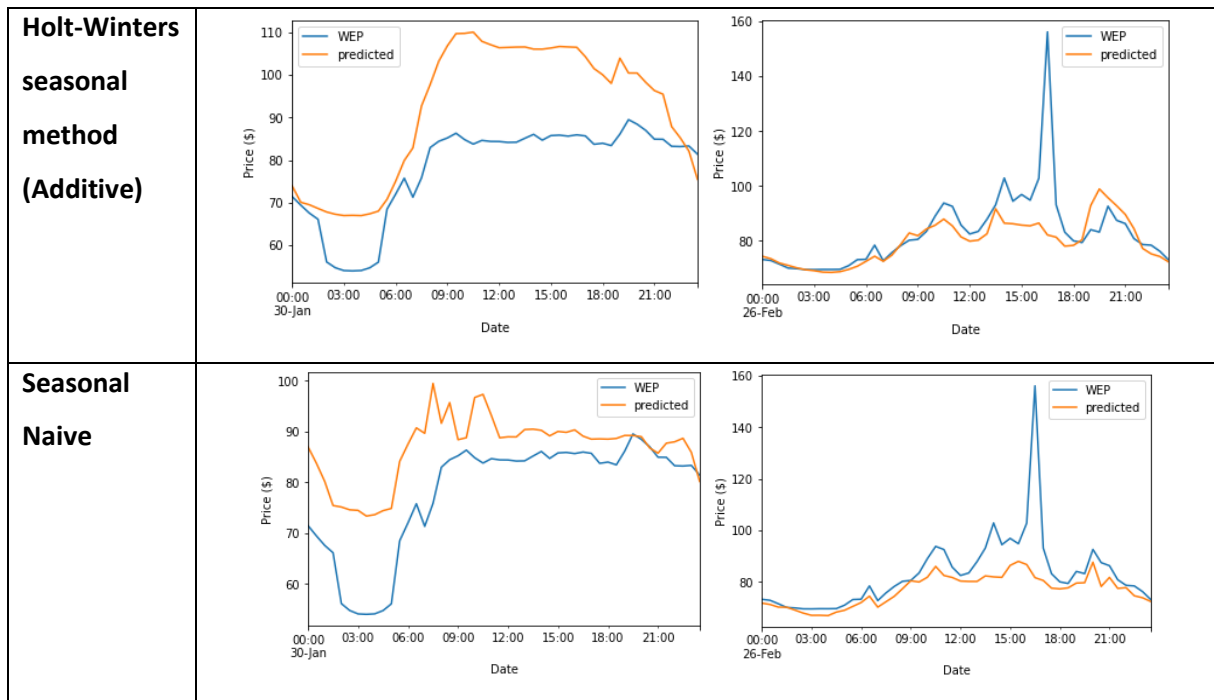 Holt-Winters
seasonal
method
(Additive)
WEP
predicted
110
100
90
80
70
60
Price ($)
00:00
30-Jan
03:00
06:00
09:00
12:00
15:00
18:00
21:00
Date
WEP
predicted
160
140
120
100
80
Price ($)
00:00
26-Feb
03:00
06:00
09:00
12:00
15:00
18:00
21:00
Date
Seasonal
Naive
WEP
predicted
100
90
80
70
60
Price ($)
00:00
30-Jan
03:00
06:00
09:00
12:00
15:00
18:00
21:00
Date
WEP
predicted
160
140
120
100
80
Price ($)
00:00
26-Feb
03:00
06:00
09:00
12:00
15:00
18:00
21:00
Date